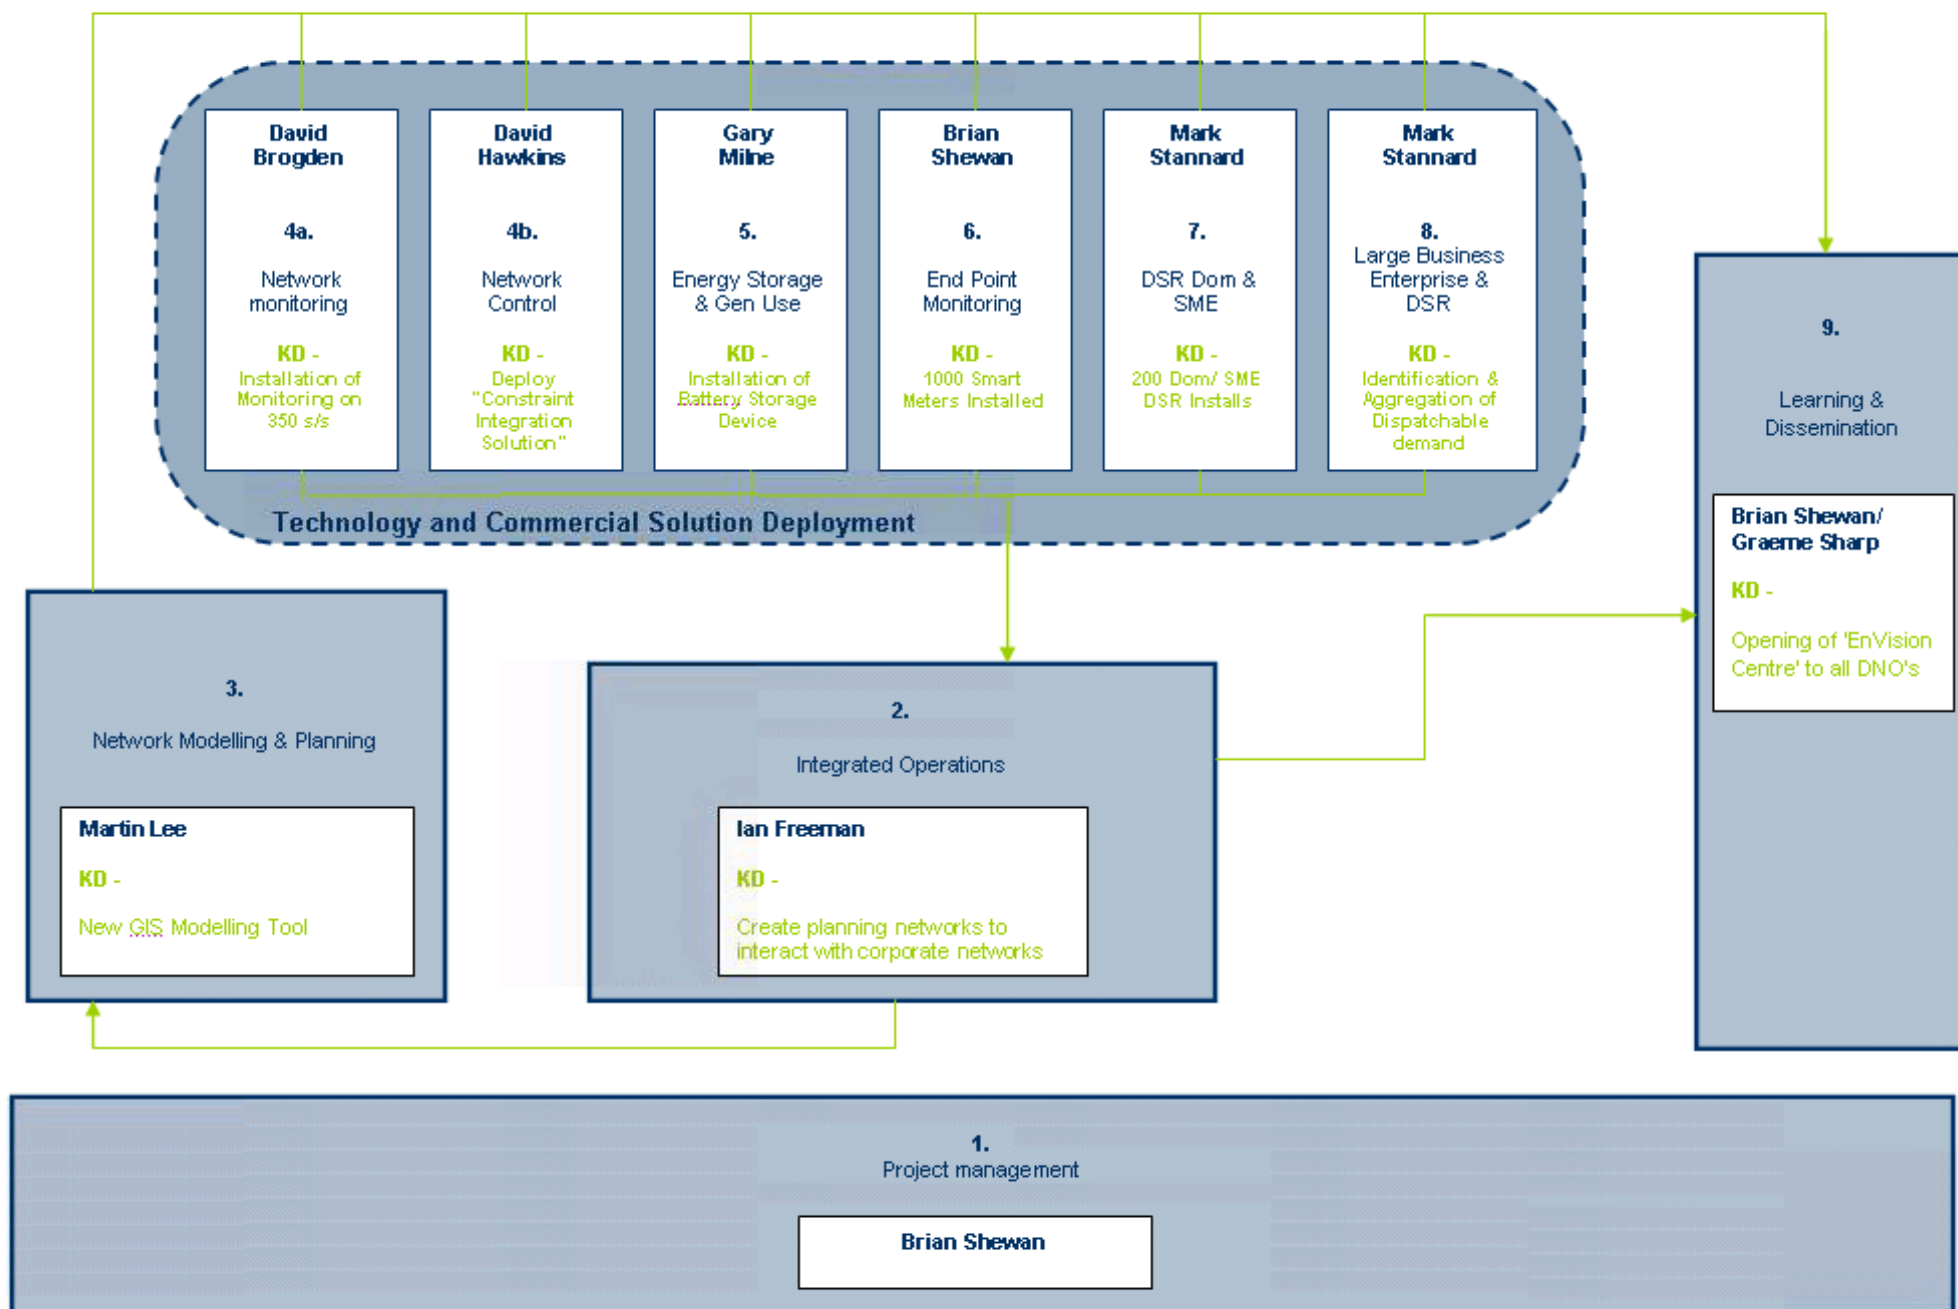 David
Brogden
4a.
Network
monitoring
KD -
Installation of
Monitoring on
350 s/s
David
Hawkins
4b.
Network
Control
KD -
Deploy
"Constraint
Integration
Solution"
Gary
Milne
5.
Energy Storage
& Gen Use
KD -
Installation of
Battery Storage
Device
Brian
Shewan
6.
End Point
Monitoring
KD -
1000 Smart
Meters Installed
Mark
Stannard
7.
DSR Dom &
SME
KD -
200 Dom/ SME
DSR Installs
Mark
Stannard
8.
Large Business
Enterprise &
DSR
KD -
Identification &
Aggregation of
Dispatchable
demand
Technology and Commercial Solution Deployment
9.
Learning &
Dissemination
Brian Shewan/
Graeme Sharp
KD -
Opening of 'EnVision
Centre' to all DNO's
3.
Network Modelling & Planning
Martin Lee
KD -
New GIS Modelling Tool
2.
Integrated Operations
Ian Freeman
KD -
Create planning networks to
interact with corporate networks
1.
Project management
Brian Shewan